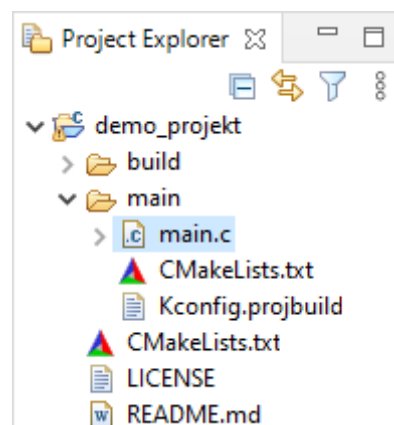 Project Explorer
demo_projekt
build
main
main.c
CMakeLists.txt
Kconfig.projbuild
CMakeLists.txt
LICENSE
README.md